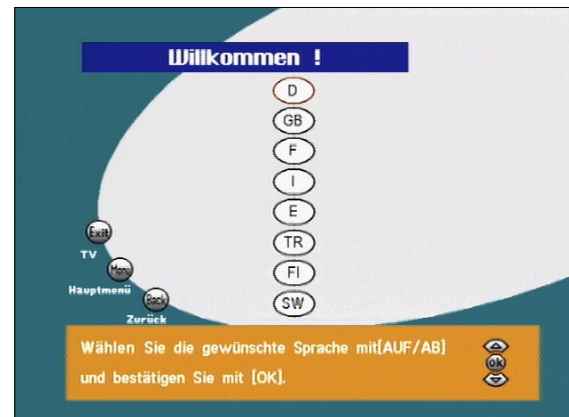 Willkommen !
D
GB
F
I
E
TR
FI
SW
Exit
TV
Menu
Hauptmenü
Back
Zurück
Wählen Sie die gewünschte Sprache mit[AUF/AB]
und bestätigen Sie mit [OK].
ok